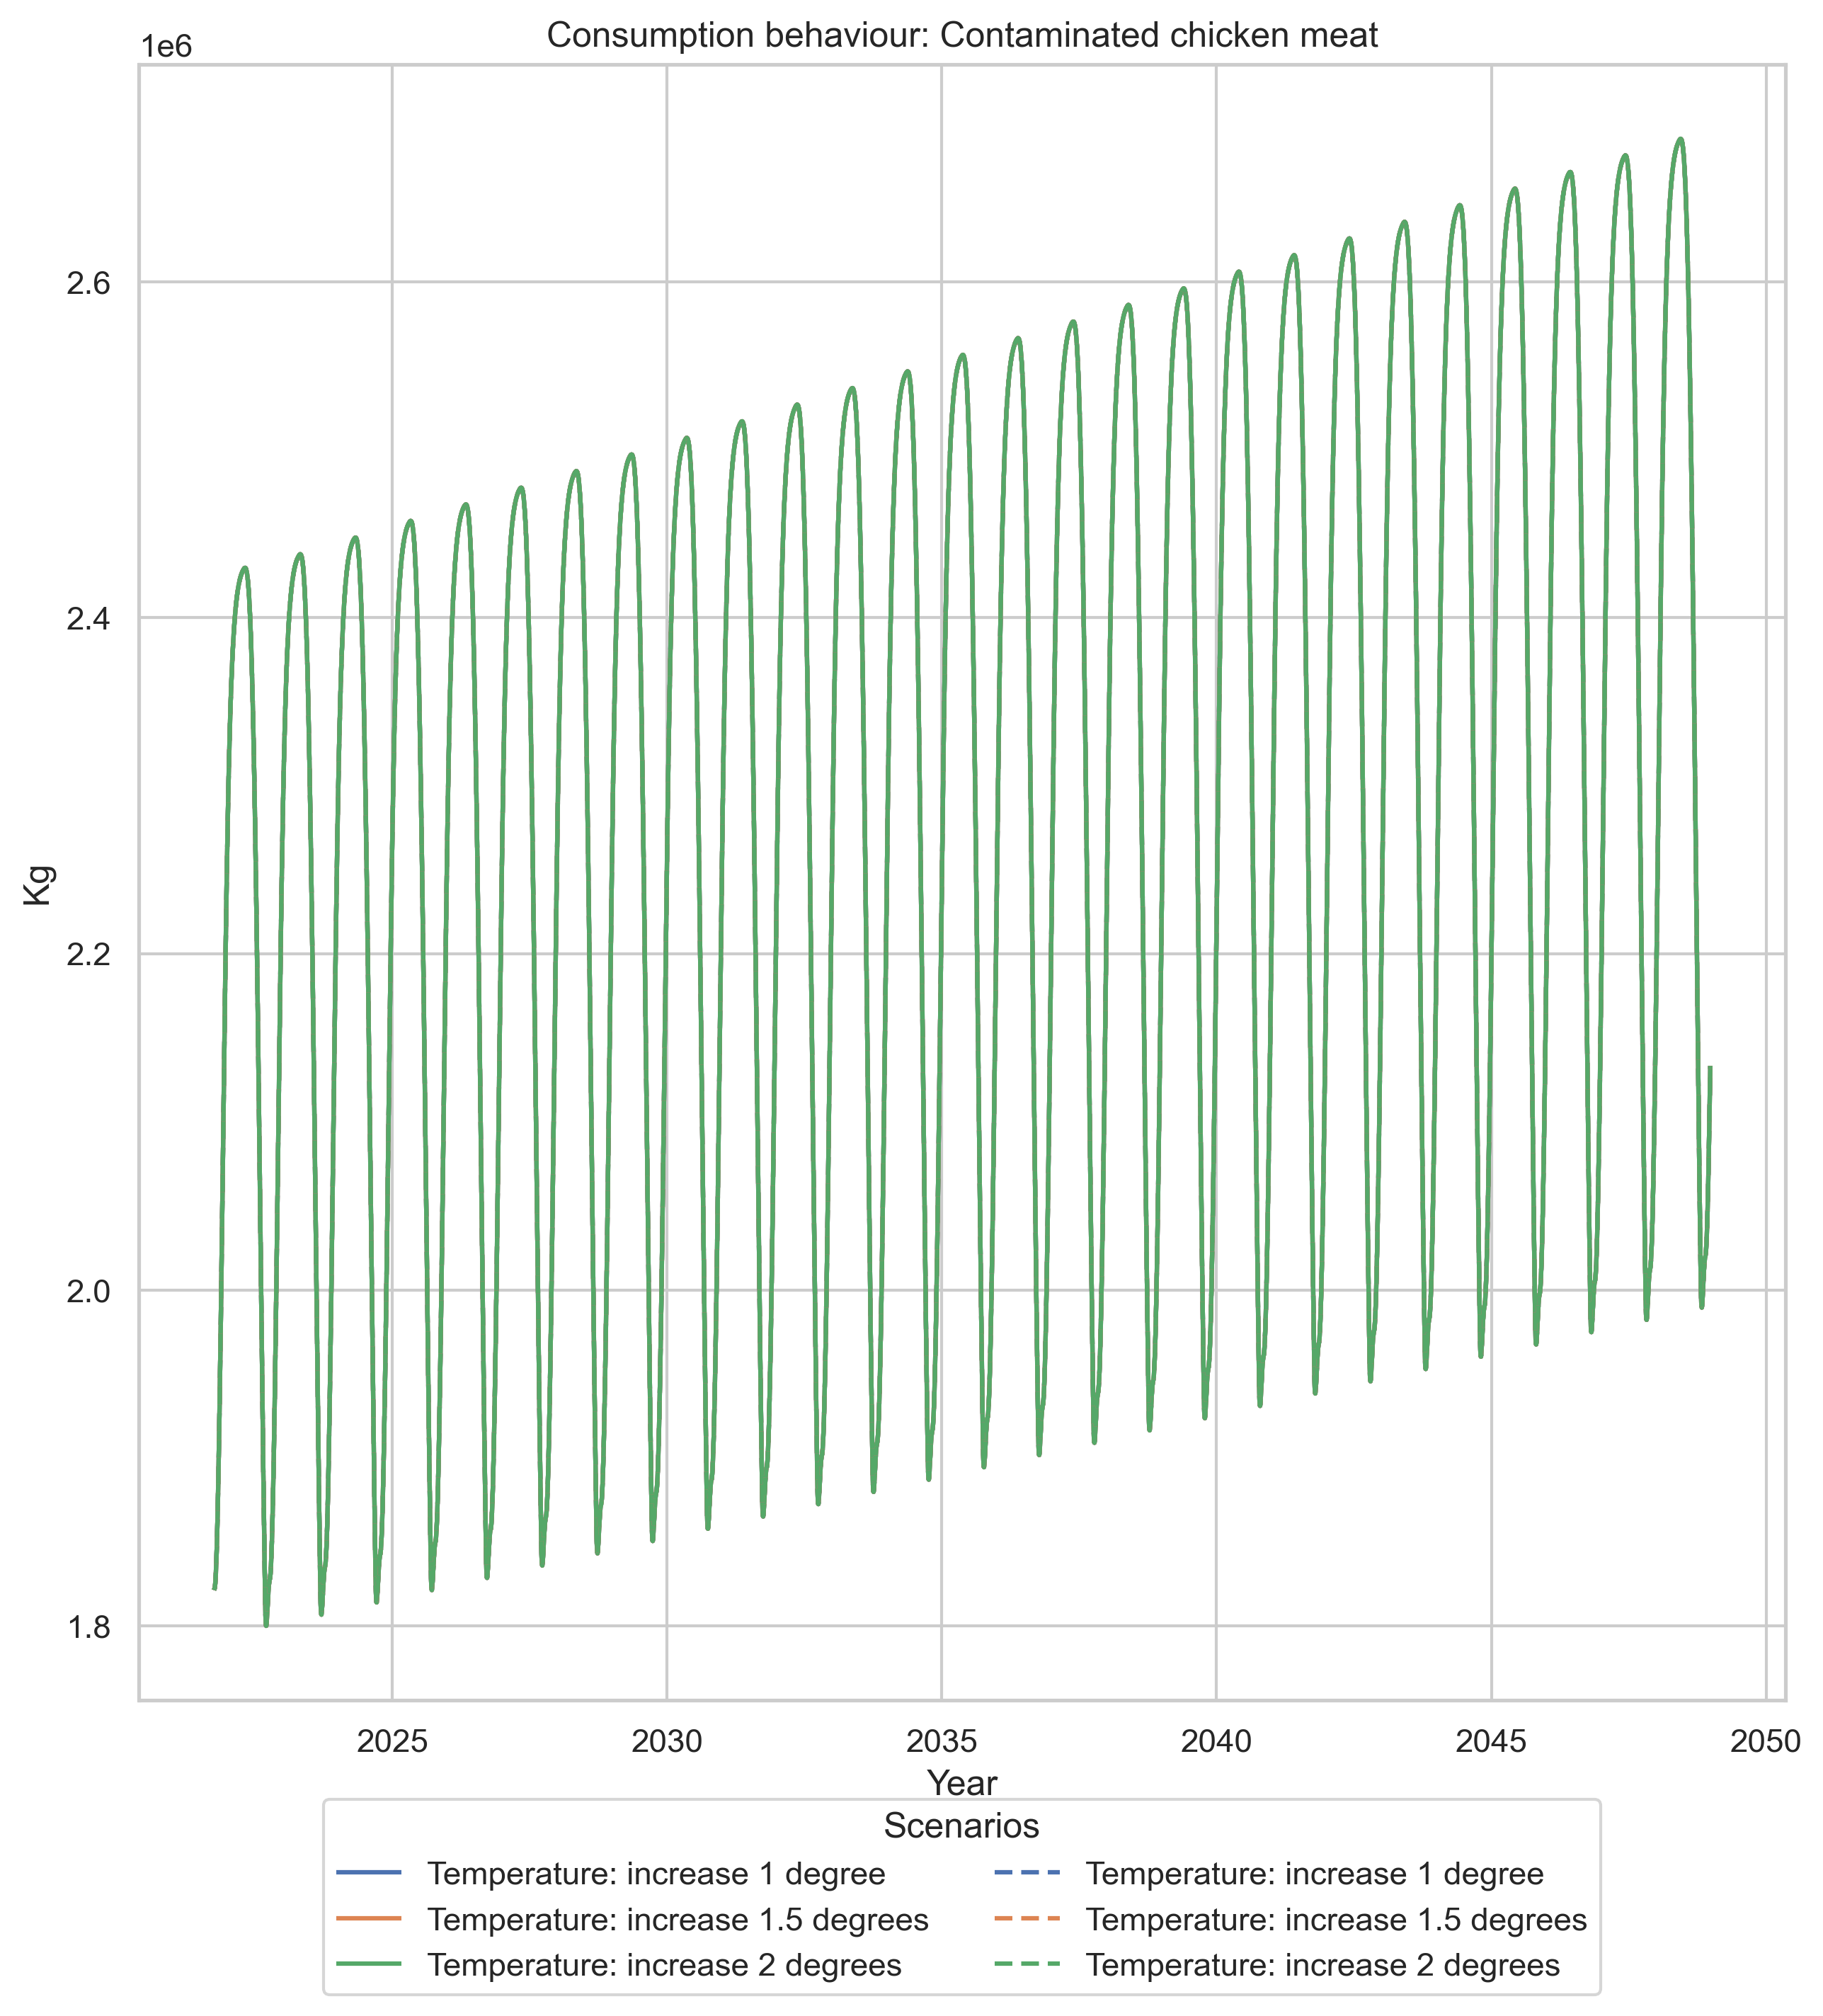 Consumption behaviour: Contaminated chicken meat
1e6
2.6
2.4
2.2
2.0
1.8
Kg
2025 2030 2035 2040 2045 2050
Year
Scenarios
Temperature: increase 1 degree Temperature: increase 1 degree
Temperature: increase 1.5 degrees Temperature: increase 1.5 degrees
Temperature: increase 2 degrees Temperature: increase 2 degrees